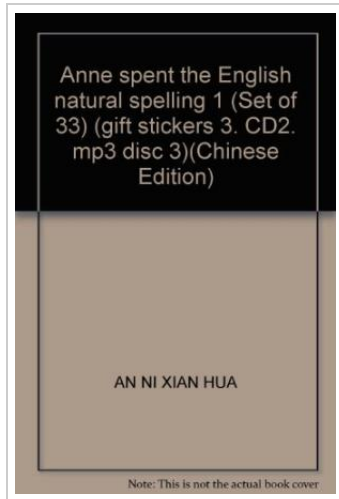 Anne spent the English
natural spelling 1 (Set of
33) (gift stickers 3. CD2.
mp3 disc 3)(Chinese
Edition)
AN NI XIAN HUA
Note: This is not the actual book cover